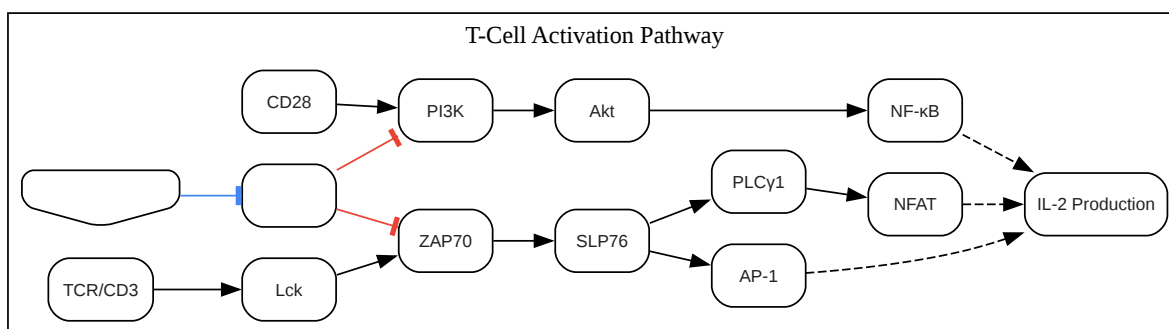 T-Cell Activation Pathway
CD28
PI3K
Akt
NF-κB
PLCγ1
NFAT
IL-2 Production
ZAP70
SLP76
AP-1
TCR/CD3
Lck